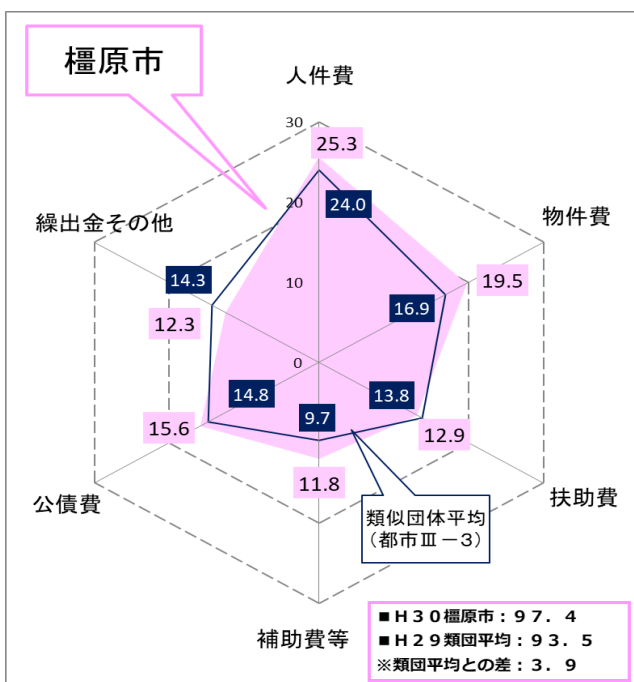 橿原市
人件費
30
25.3
20
24.0
繰出金その他
物件費
14.3
10
19.5
12.3
16.9
0
14.8
13.8
9.7
15.6
12.9
11.8
公債費
類似団体平均
(都市Ⅲ－3)
扶助費
補助費等
■H30橿原市：97．4
■H29類団平均：93．5
※類団平均との差：3．9